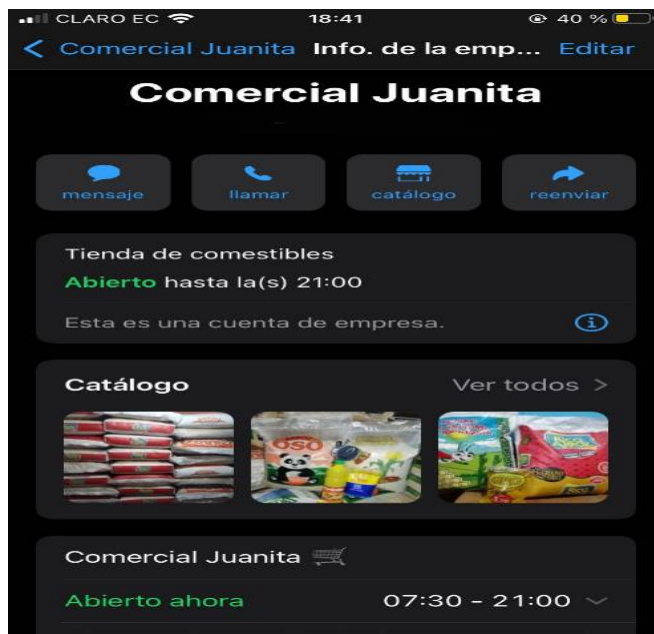 CLARO EC 18:41 40 %
Comercial Juanita Info. de la emp... Editar
Comercial Juanita
mensaje llamar catálogo reenviar
Tienda de comestibles
Abierto hasta la(s) 21:00
Esta es una cuenta de empresa.
Catálogo Ver todos >
OSO
Comercial Juanita
Abierto ahora 07:30 - 21:00